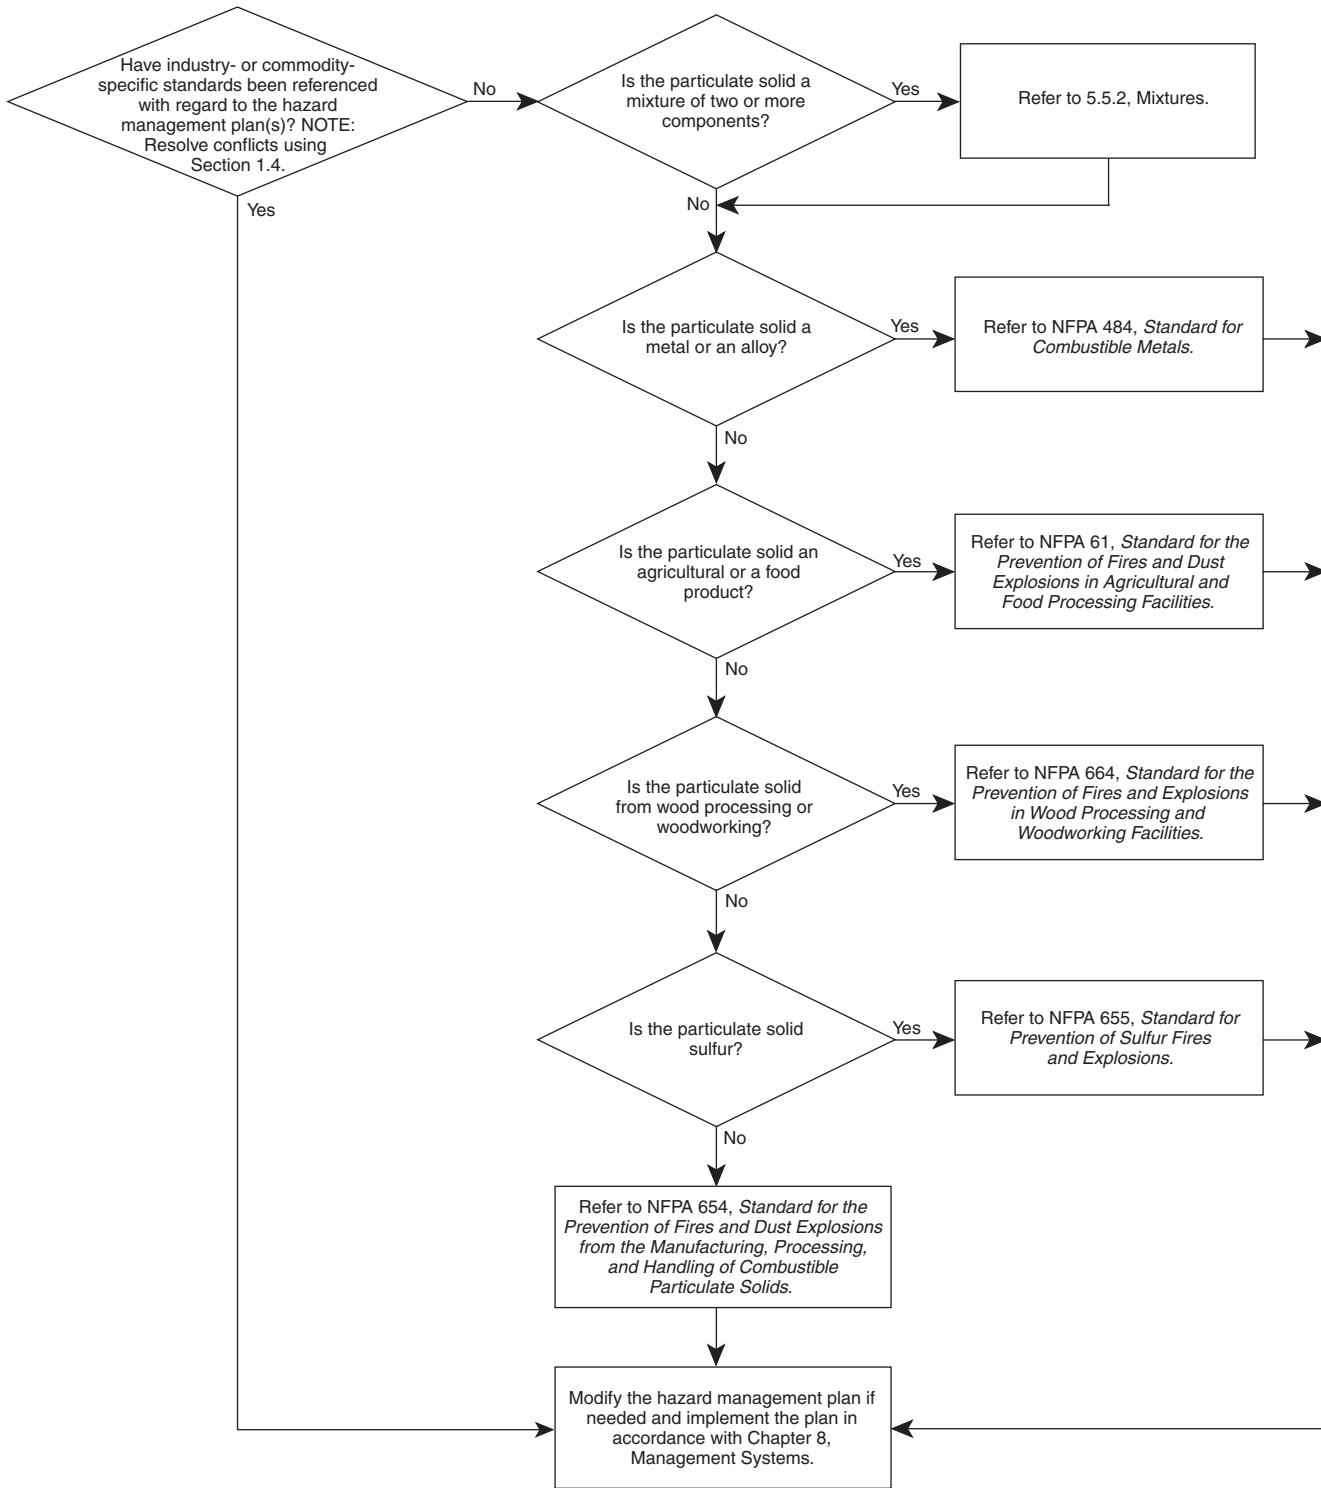 Have industry- or commodity-
specific standards been referenced
with regard to the hazard
management plan(s)? NOTE:
Resolve conflicts using
Section 1.4.
No
Yes
Is the particulate solid a
mixture of two or more
components?
Yes
No
Refer to 5.5.2, Mixtures.
Is the particulate solid a
metal or an alloy?
Yes
No
Refer to NFPA 484, Standard for
Combustible Metals.
Is the particulate solid an
agricultural or a food
product?
Yes
No
Refer to NFPA 61, Standard for the
Prevention of Fires and Dust
Explosions in Agricultural and
Food Processing Facilities.
Is the particulate solid
from wood processing or
woodworking?
Yes
No
Refer to NFPA 664, Standard for the
Prevention of Fires and Explosions
in Wood Processing and
Woodworking Facilities.
Is the particulate solid
sulfur?
Yes
No
Refer to NFPA 655, Standard for
Prevention of Sulfur Fires
and Explosions.
Refer to NFPA 654, Standard for the
Prevention of Fires and Dust Explosions
from the Manufacturing, Processing,
and Handling of Combustible
Particulate Solids.
Modify the hazard management plan if
needed and implement the plan in
accordance with Chapter 8,
Management Systems.